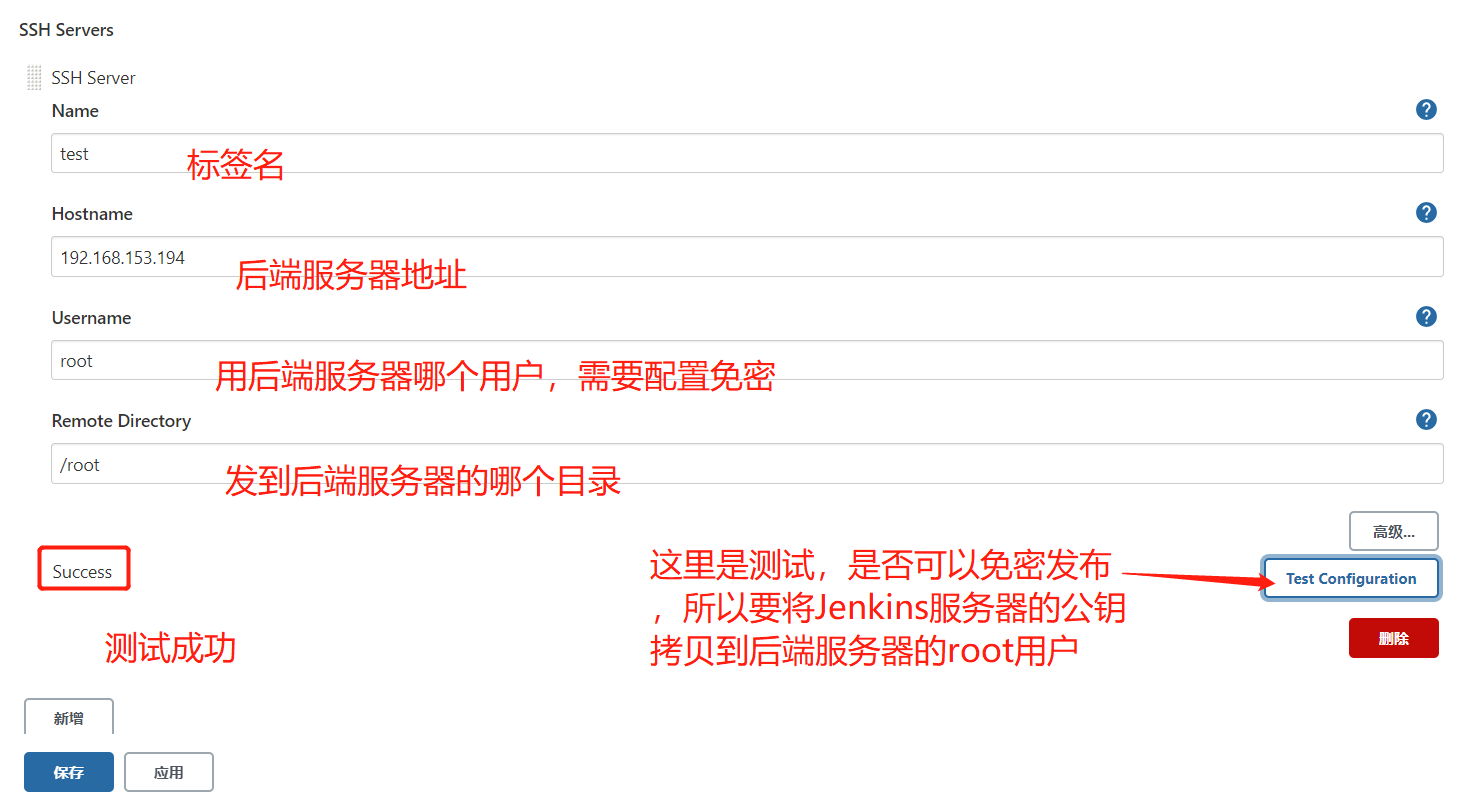 SSH Servers
SSH Server
Name
?
test
标签名
Hostname
?
192.168.153.194
后端服务器地址
Username
?
root
用后端服务器哪个用户，需要配置免密
Remote Directory
?
/root
发到后端服务器的哪个目录
高级...
Success
这里是测试，是否可以免密发布
，所以要将Jenkins服务器的公钥
拷贝到后端服务器的root用户
Test Configuration
测试成功
删除
新增
保存
应用